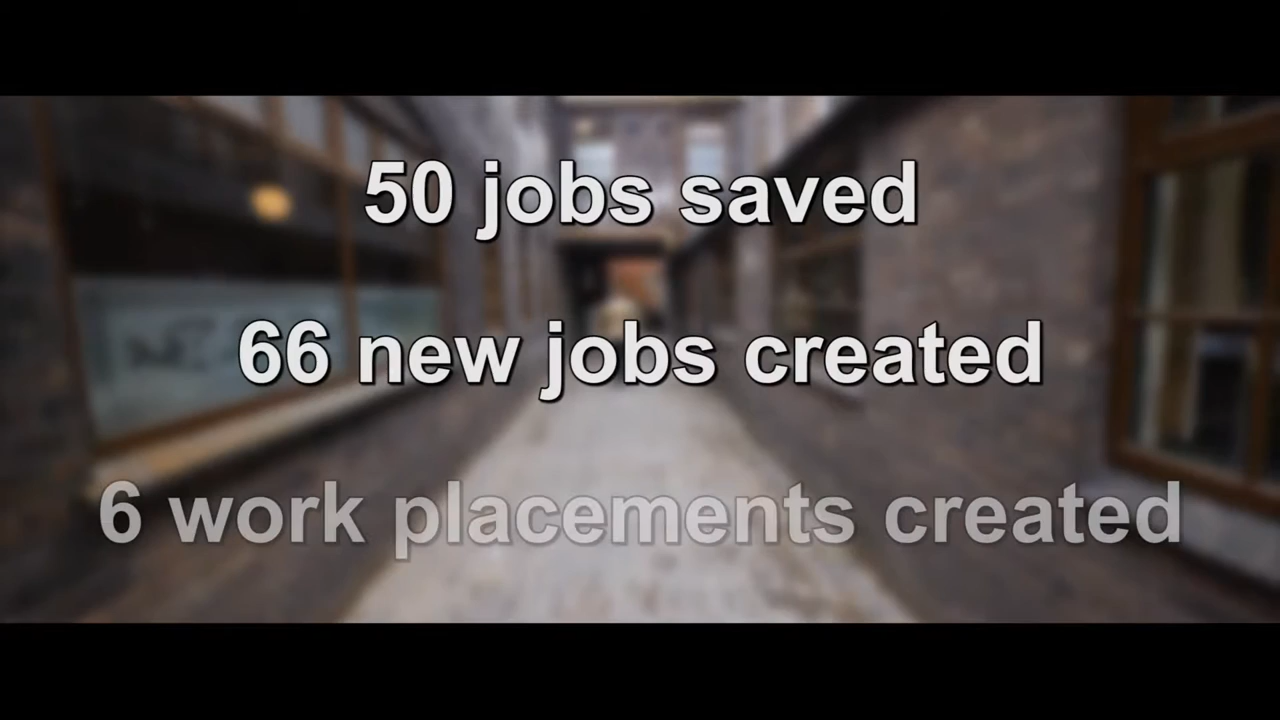 50 jobs saved
66 new jobs created
6 work placements created